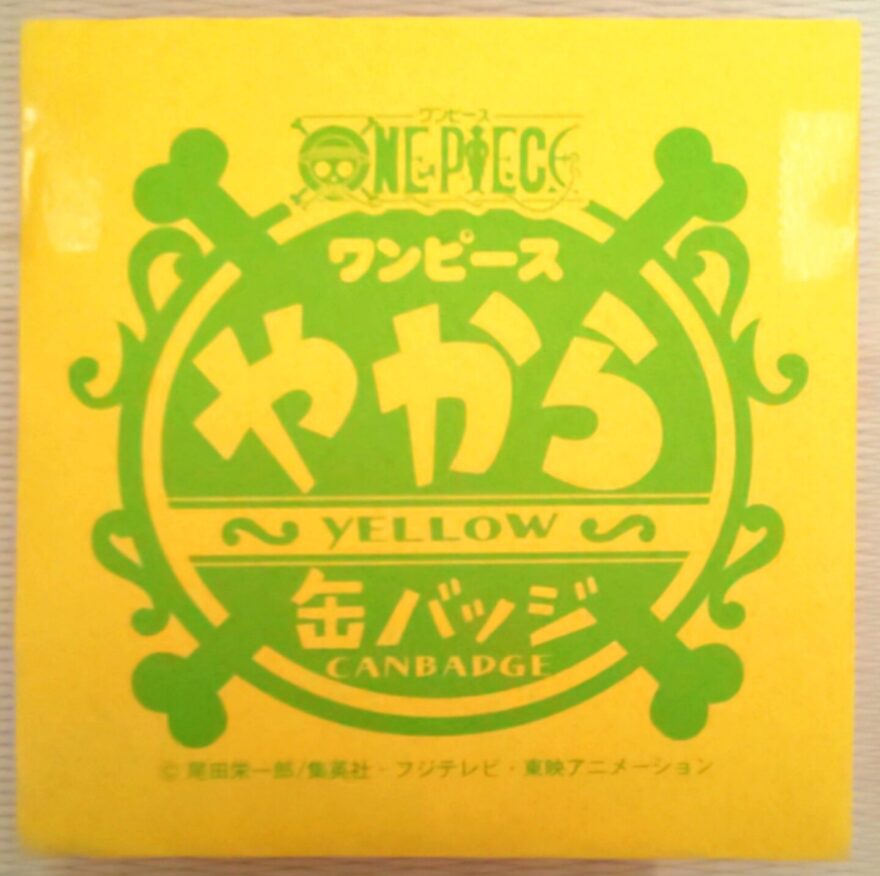 ワンピース
ONE PIECE
ワンピース
やから
～YELLOW～
缶バッジ
CANBADGE
© 尾田栄一郎/集英社・フジテレビ・東映アニメーション